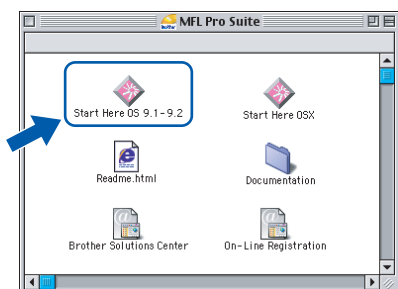 MFL Pro Suite
Start Here OS 9.1-9.2
Start Here OSX
Readme.html
Documentation
Brother Solutions Center
On-Line Registration